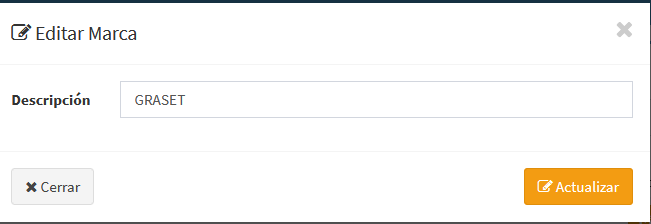 Editar Marca
Descripción GRASET
Cerrar Actualizar